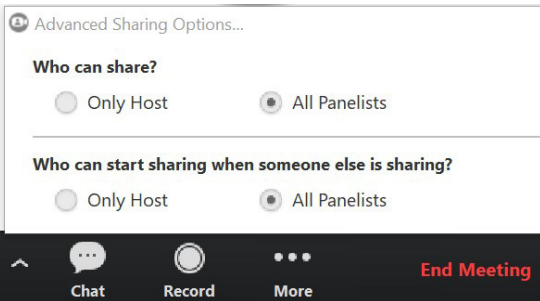 Advanced Sharing Options...
Who can share?
Only Host All Panelists
Who can start sharing when someone else is sharing?
Only Host All Panelists
Chat Record More End Meeting